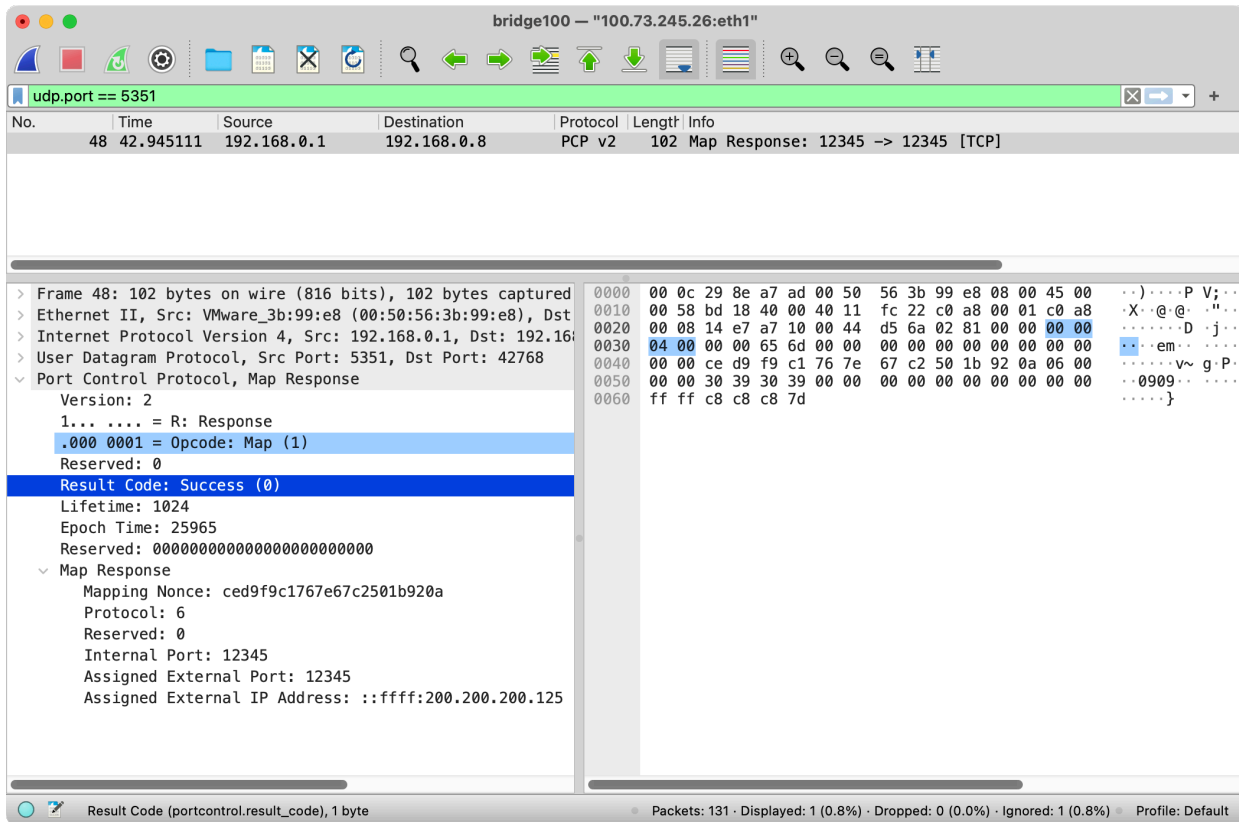 bridge100 — "100.73.245.26:eth1"
udp.port == 5351
No. Time Source Destination Protocol Length Info
48 42.945111 192.168.0.1 192.168.0.8 PCP v2 102 Map Response: 12345 -> 12345 [TCP]
Frame 48: 102 bytes on wire (816 bits), 102 bytes captured
Ethernet II, Src: VMware_3b:99:e8 (00:50:56:3b:99:e8), Dst
Internet Protocol Version 4, Src: 192.168.0.1, Dst: 192.168
User Datagram Protocol, Src Port: 5351, Dst Port: 42768
Port Control Protocol, Map Response
Version: 2
1... .... = R: Response
.000 0001 = Opcode: Map (1)
Reserved: 0
Result Code: Success (0)
Lifetime: 1024
Epoch Time: 25965
Reserved: 000000000000000000000000
Map Response
Mapping Nonce: ced9f9c1767e67c2501b920a
Protocol: 6
Reserved: 0
Internal Port: 12345
Assigned External Port: 12345
Assigned External IP Address: ::ffff:200.200.200.125
0000 00 0c 29 8e a7 ad 00 50 56 3b 99 e8 08 00 45 00 ··)····P V;··
0010 00 58 bd 18 40 00 40 11 fc 22 c0 a8 00 01 c0 a8 ·X··@·@· ·"··
0020 00 08 14 e7 a7 10 00 44 d5 6a 02 81 00 00 00 00 ·······D ·j··
0030 04 00 00 00 65 6d 00 00 00 00 00 00 00 00 00 00 ····em·· ····
0040 00 00 ce d9 f9 c1 76 7e 67 c2 50 1b 92 0a 06 00 ······v~ g·P·
0050 00 00 30 39 30 39 00 00 00 00 00 00 00 00 00 00 ··0909·· ····
0060 ff ff c8 c8 c8 7d ·····}
Result Code (portcontrol.result_code), 1 byte
Packets: 131 · Displayed: 1 (0.8%) · Dropped: 0 (0.0%) · Ignored: 1 (0.8%)
Profile: Default